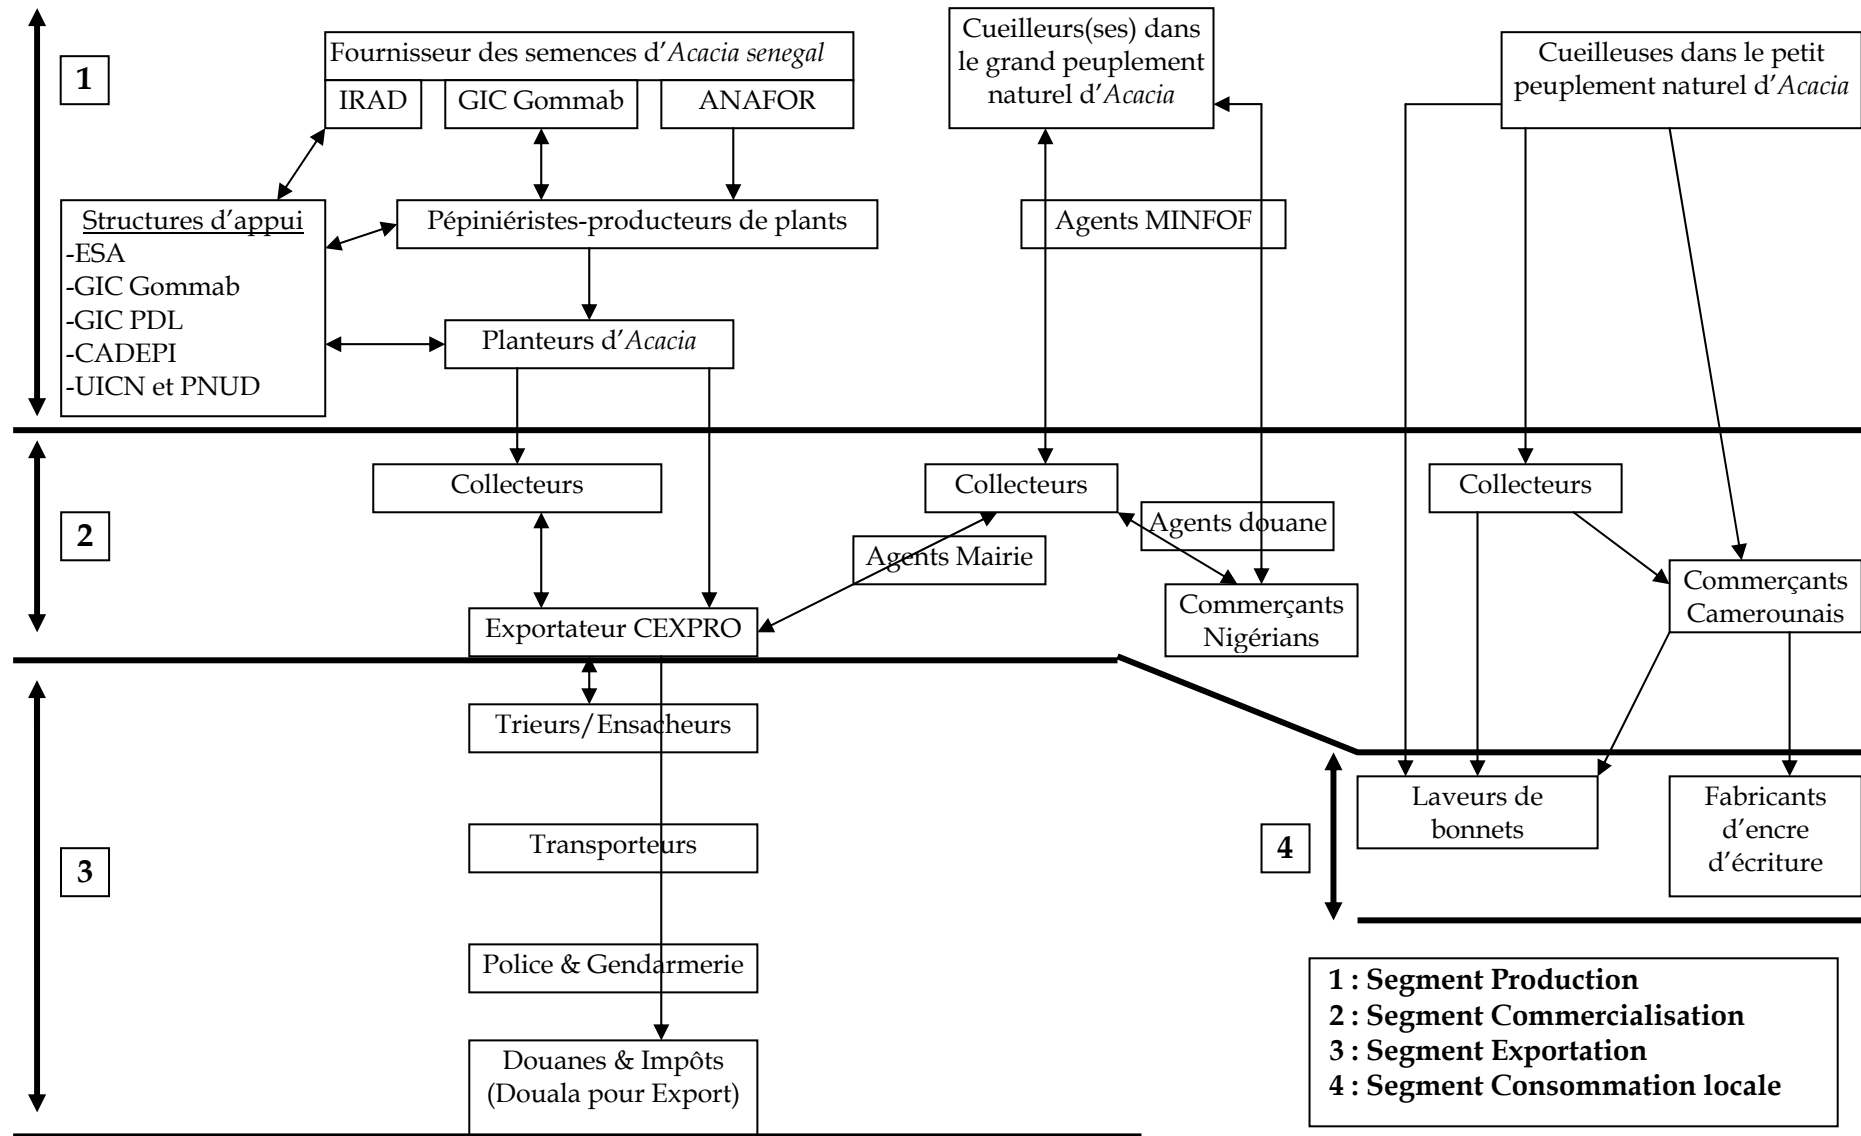 1
Fournisseur des semences d'Acacia senegal
IRAD
GIC Gommab
ANAFOR
Cueilleurs(ses) dans
le grand peuplement
naturel d'Acacia
Cueilleuses dans le petit
peuplement naturel d'Acacia
Structures d'appui
-ESA
-GIC Gommab
-GIC PDL
-CADEPI
-UICN et PNUD
Pépiniéristes-producteurs de plants
Agents MINFOF
Planteurs d'Acacia
2
Collecteurs
Collecteurs
Collecteurs
Agents douane
Agents Mairie
Commerçants
Nigérians
Commerçants
Camerounais
Exportateur CEXPRO
3
Trieurs/Ensacheurs
Transporteurs
Police & Gendarmerie
Douanes & Impôts
(Douala pour Export)
4
Laveurs de
bonnets
Fabricants
d'encre
d'écriture
1 : Segment Production
2 : Segment Commercialisation
3 : Segment Exportation
4 : Segment Consommation locale